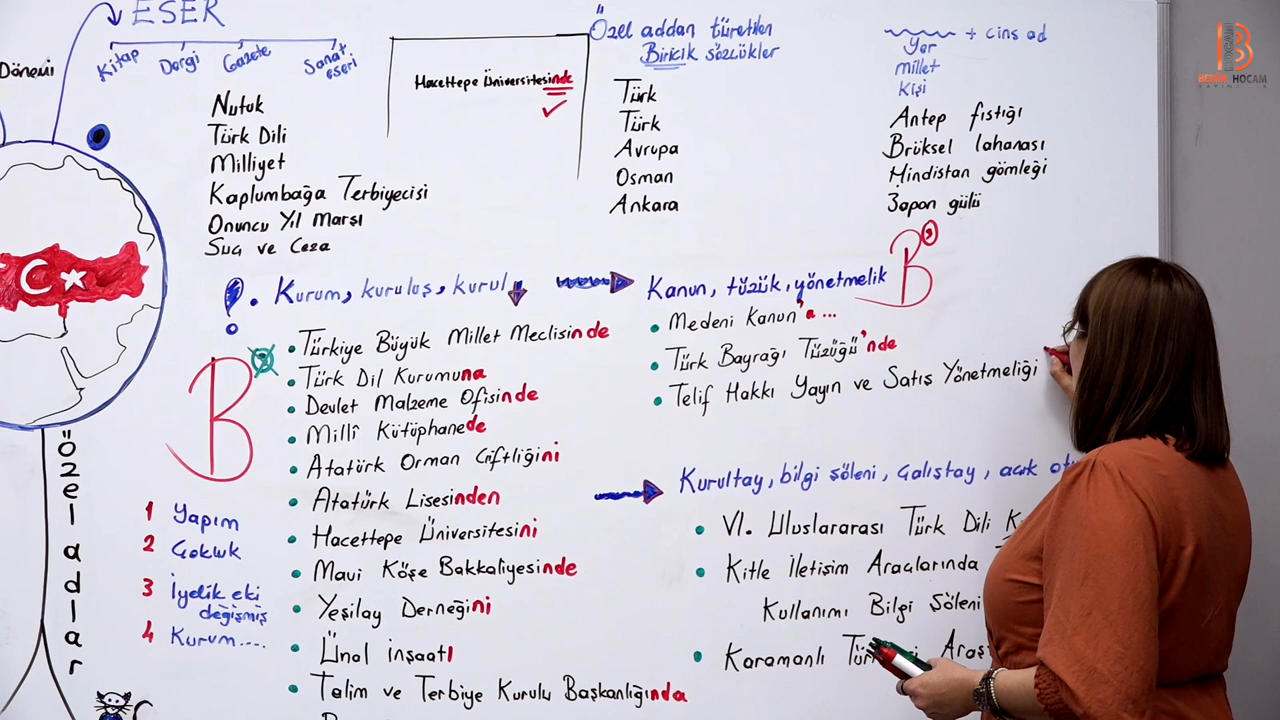 ESER
Dönemi
Kitap Dergi Gazete Sanat eseri
Nutuk
Türk Dili
Milliyet
Kaplumbağa Terbiyecisi
Onuncu Yıl Marşı
Suç ve Ceza
Hacettepe Üniversitesinde
Özel addan türetilen
Biricik sözlükler
Türk
Türk
Avrupa
Osman
Ankara
+ cins ad
Yer
Millet
Kişi
Antep fıstığı
Brüksel lahanası
Hindistan gömleği
Japon gülü
B
BENİM HOCAM
YAYINLARI
!. Kurum, kuruluş, kurul
B
• Türkiye Büyük Millet Meclisinde
• Türk Dil Kurumuna
• Devlet Malzeme Ofisinde
• Millî Kütüphanede
• Atatürk Orman Çiftliğini
• Atatürk Lisesinden
• Hacettepe Üniversitesini
• Mavi Köşe Bakkaliyesinde
• Yeşilay Derneğini
• Ünal inşaatı
• Talim ve Terbiye Kurulu Başkanlığında
Kanun, tüzük, yönetmelik
B
• Medeni Kanun'a...
• Türk Bayrağı Tüzüğü'nde
• Telif Hakkı Yayın ve Satış Yönetmeliği
Kurultay, bilgi şöleni, çalıştay, açık
• VI. Uluslararası Türk Dili
• Kitle İletişim Araçlarında
Kullanımı Bilgi Şöleni
• Karamanlı
1 Yapım
2 Çokluk
3 İyelik eki
değişmiş
4 Kurum....
Özel adlar